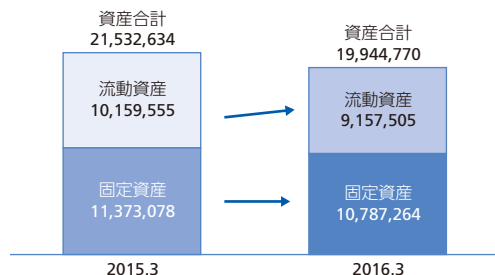 資産合計
21,532,634
流動資産
10,159,555
固定資産
11,373,078
2015.3
資産合計
19,944,770
流動資産
9,157,505
固定資産
10,787,264
2016.3